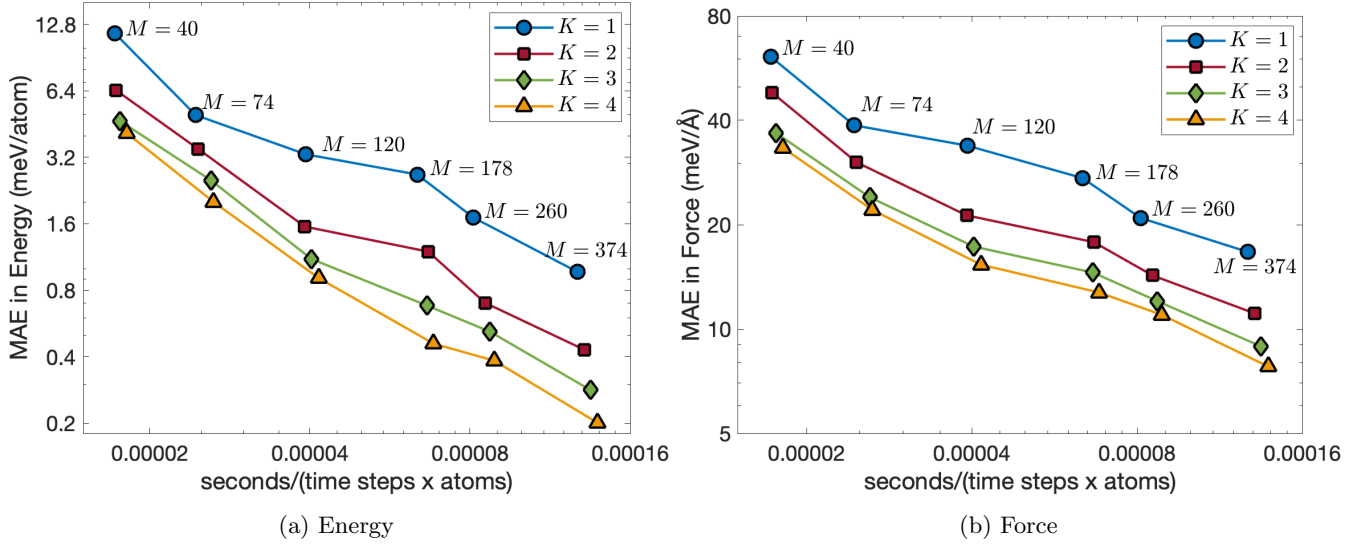 MAE in Energy (meV/atom)
12.8
6.4
3.2
1.6
0.8
0.4
0.2
M = 40
M = 74
M = 120
M = 178
M = 260
M = 374
K = 1
K = 2
K = 3
K = 4
0.00002
0.00004
0.00008
0.00016
seconds/(time steps x atoms)
(a) Energy
MAE in Force (meV/Å)
80
40
20
10
5
M = 40
M = 74
M = 120
M = 178
M = 260
M = 374
K = 1
K = 2
K = 3
K = 4
0.00002
0.00004
0.00008
0.00016
seconds/(time steps x atoms)
(b) Force